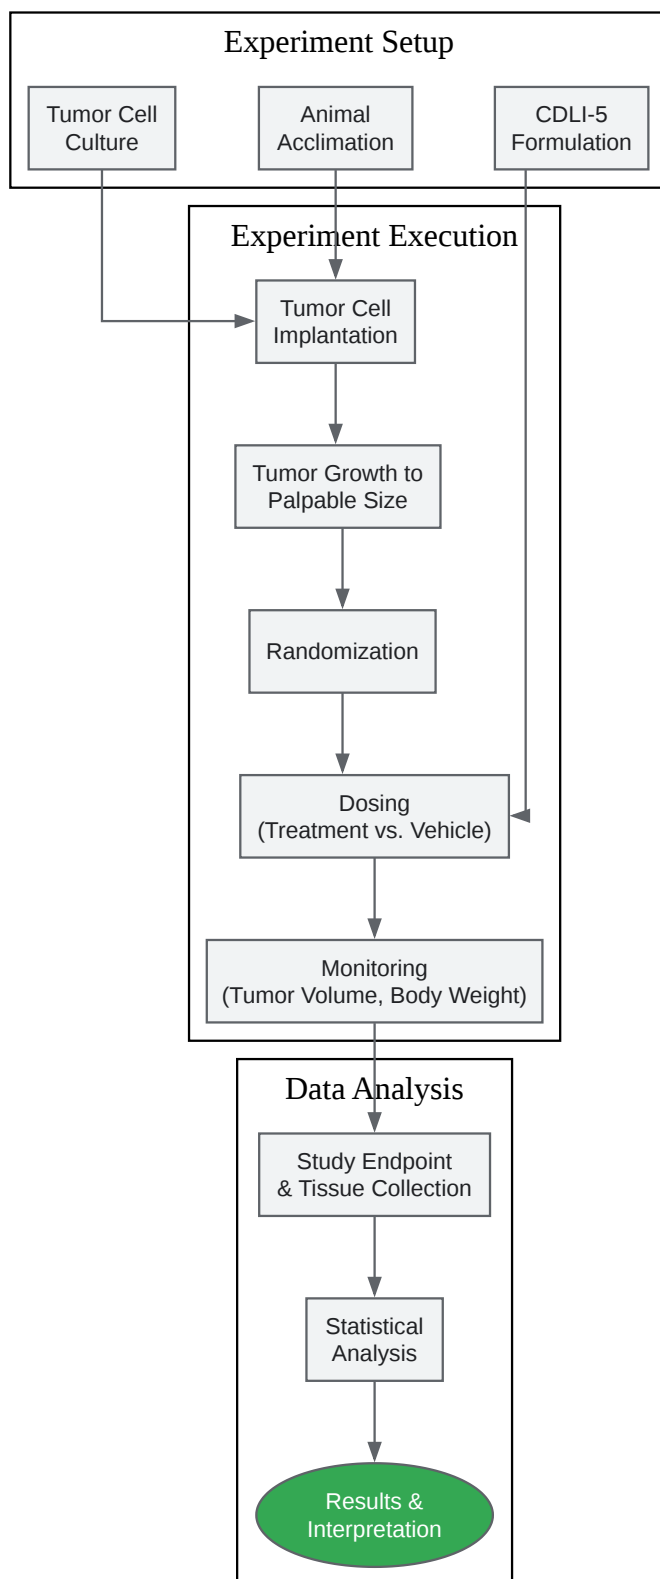 Experiment Setup
Tumor Cell
Culture
Animal
Acclimation
CDLI-5
Formulation
Experiment Execution
Tumor Cell
Implantation
Tumor Growth to
Palpable Size
Randomization
Dosing
(Treatment vs. Vehicle)
Monitoring
(Tumor Volume, Body Weight)
Data Analysis
Study Endpoint
& Tissue Collection
Statistical
Analysis
Results &
Interpretation